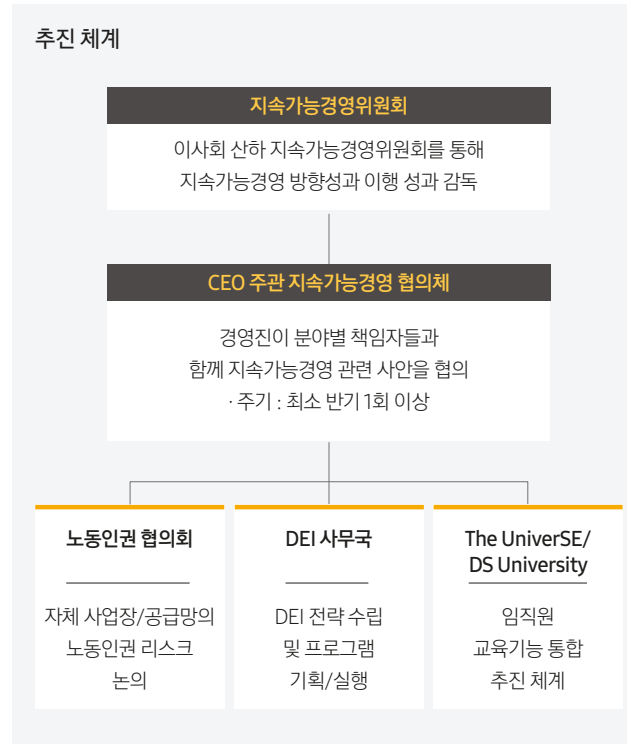 추진 체계
지속가능경영위원회
이사회 산하 지속가능경영위원회를 통해
지속가능경영 방향성과 이행 성과 감독
CEO 주관 지속가능경영 협의체
경영진이 분야별 책임자들과
함께 지속가능경영 관련 사안을 협의
· 주기 : 최소 반기 1회 이상
노동인권 협의회
자체 사업장/공급망의
노동인권 리스크
논의
DEI 사무국
DEI 전략 수립
및 프로그램
기획/실행
The UniverSE/
DS University
임직원
교육기능 통합
추진 체계